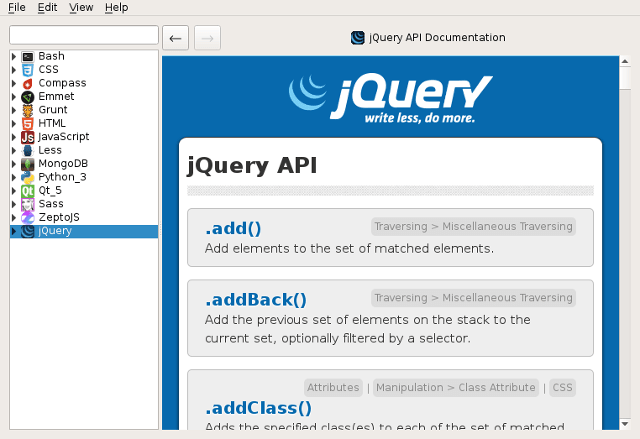 File Edit View Help
← →
jQuery API Documentation
Bash
CSS
Compass
Emmet
Grunt
HTML
JavaScript
Less
MongoDB
Python_3
Qt_5
Sass
ZeptoJS
jQuery
jQuery
write less, do more.
jQuery API
.add()
Traversing > Miscellaneous Traversing
Add elements to the set of matched elements.
.addBack()
Traversing > Miscellaneous Traversing
Add the previous set of elements on the stack to the
current set, optionally filtered by a selector.
Attributes | Manipulation > Class Attribute | CSS
.addClass()
Adds the specified class(es) to each of the set of matched